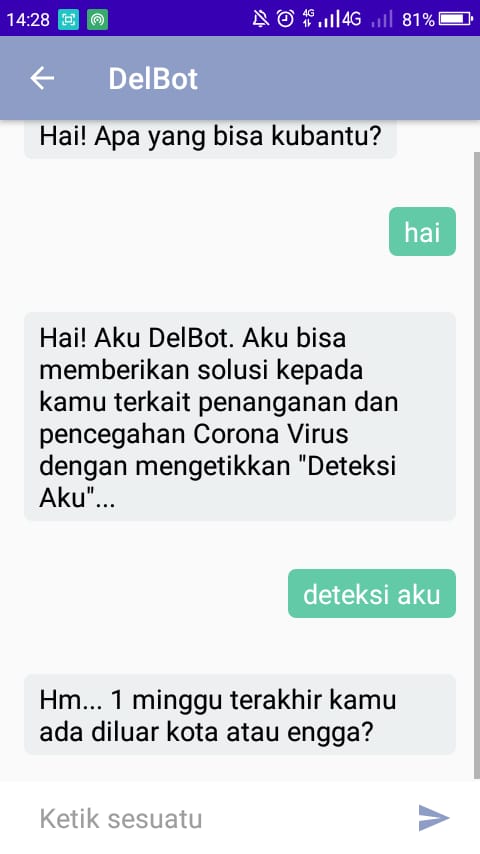 14:28
4G
4G
81%
DelBot
Hai! Apa yang bisa kubantu?
hai
Hai! Aku DelBot. Aku bisa
memberikan solusi kepada
kamu terkait penanganan dan
pencegahan Corona Virus
dengan mengetikkan "Deteksi
Aku"...
deteksi aku
Hm... 1 minggu terakhir kamu
ada diluar kota atau engga?
Ketik sesuatu